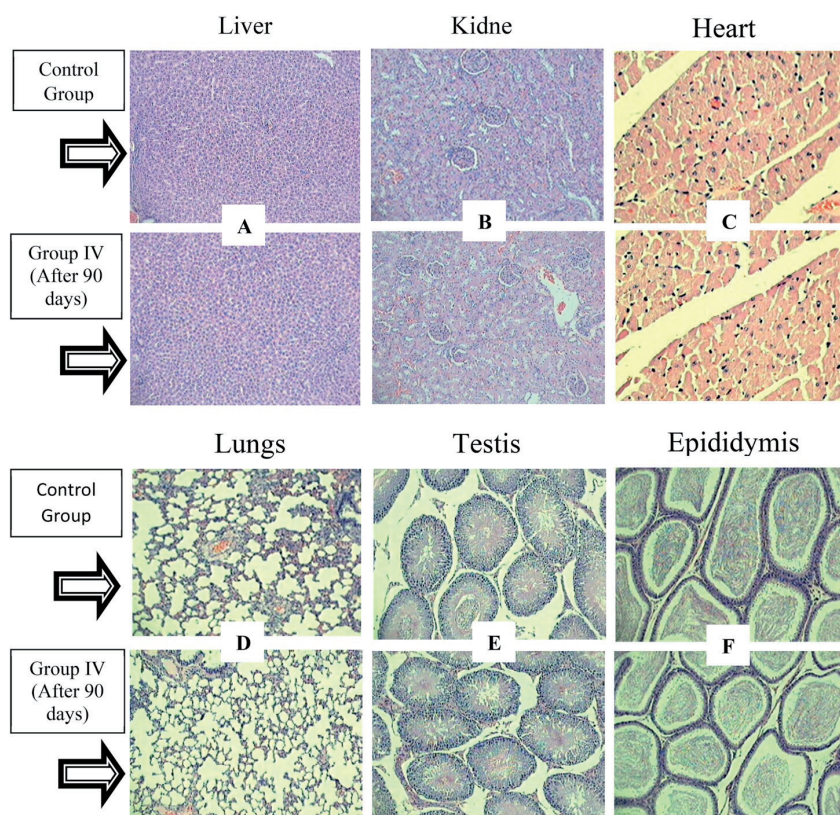 Liver Kidne Heart
Control
Group
A B C
Group IV
(After 90
days)
Lungs Testis Epididymis
Control
Group
D E F
Group IV
(After 90
days)